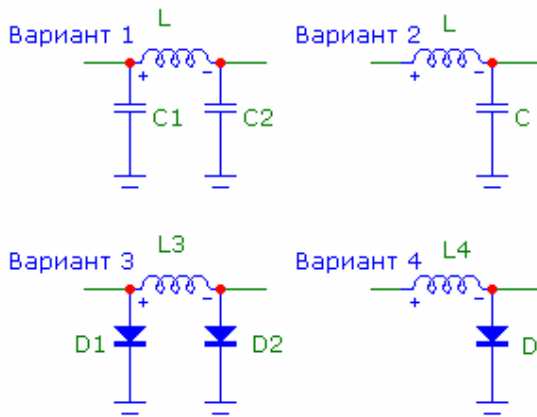 Вариант 1
L
+
-
C1
C2
Вариант 2
L
+
-
C
Вариант 3
L3
+
-
D1
D2
Вариант 4
L4
+
-
D